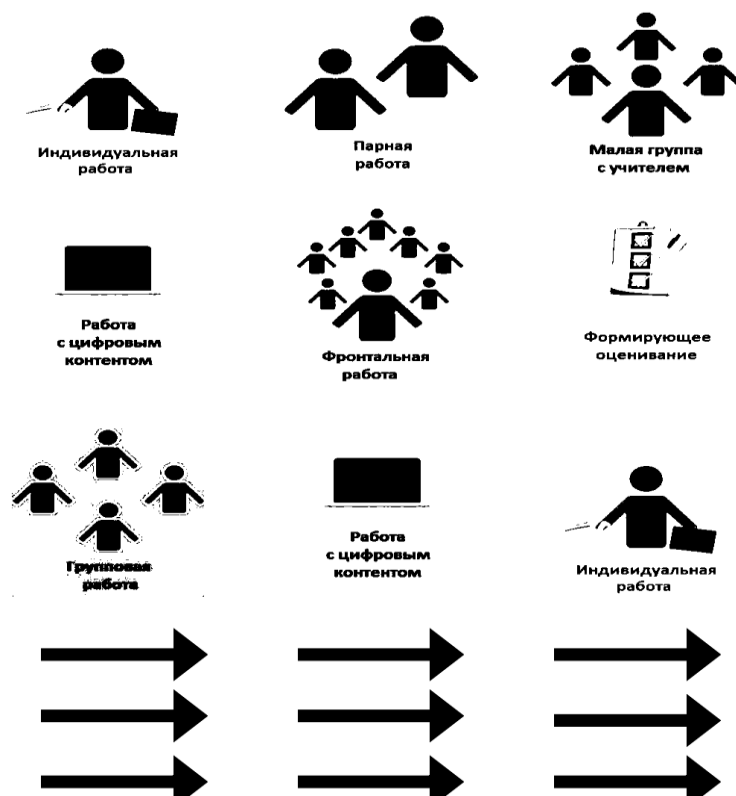 Индивидуальная
работа
Парная
работа
Малая группа
с учителем
Работа
с цифровым
контентом
Фронтальная
работа
Формирующее
оценивание
Групповая
работа
Работа
с цифровым
контентом
Индивидуальная
работа